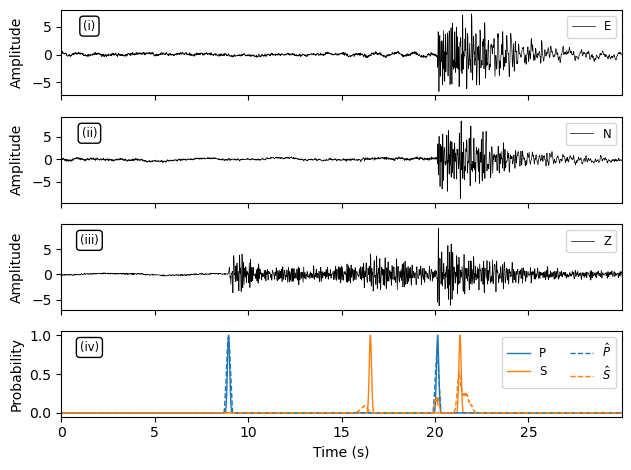 (i)
E
Amplitude
5
0
−5
(ii)
N
Amplitude
5
0
−5
(iii)
Z
Amplitude
5
0
−5
(iv)
P
S
P̂
Ŝ
Probability
1.0
0.5
0.0
0 5 10 15 20 25
Time (s)